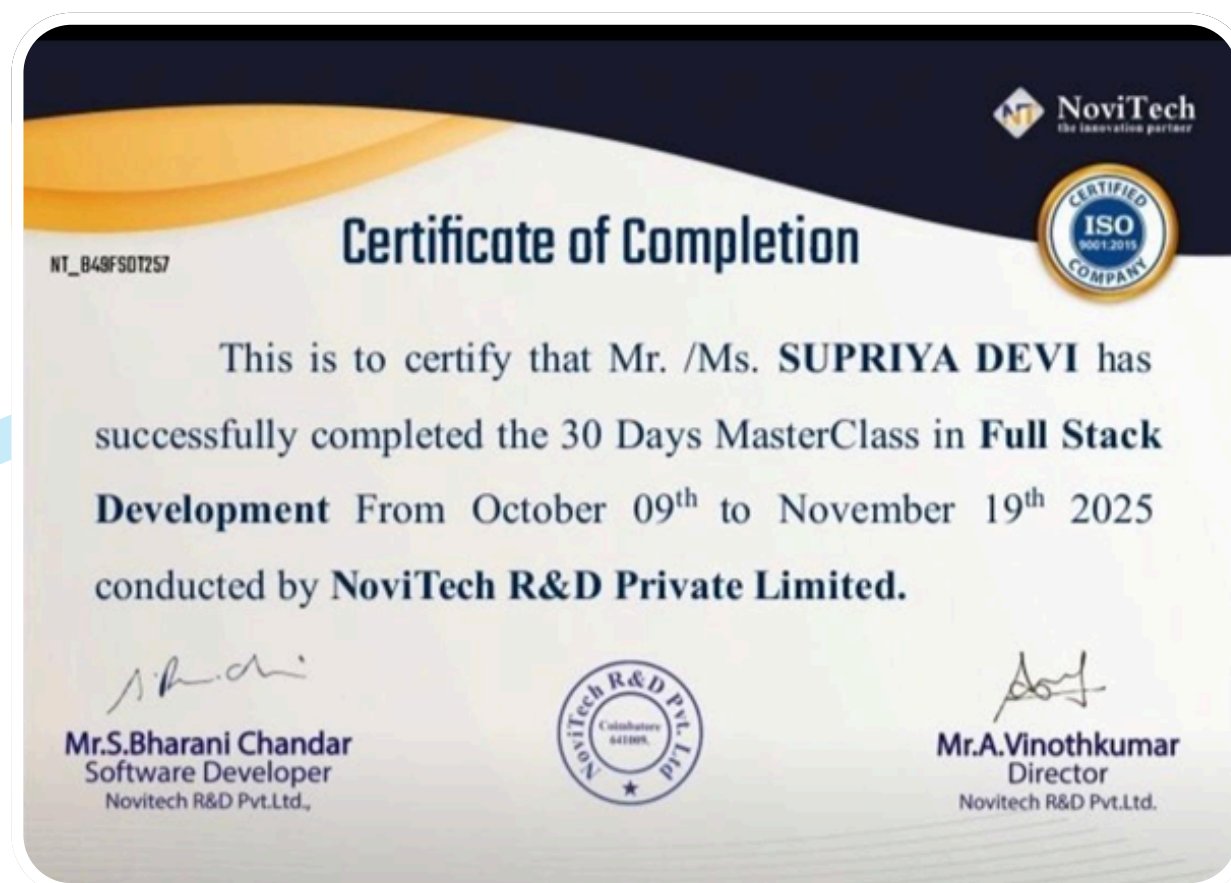 NT NoviTech
the innovation partner
CERTIFIED
ISO
9001:2015
COMPANY
Certificate of Completion
NT_B49FSDT257
This is to certify that Mr. /Ms. SUPRIYA DEVI has
successfully completed the 30 Days MasterClass in Full Stack
Development From October 09th to November 19th 2025
conducted by NoviTech R&D Private Limited.
Mr.S.Bharani Chandar
Software Developer
Novitech R&D Pvt.Ltd.,
NoviTech R&D Pvt. Ltd
Coimbatore
641009.
Mr.A.Vinothkumar
Director
Novitech R&D Pvt.Ltd.